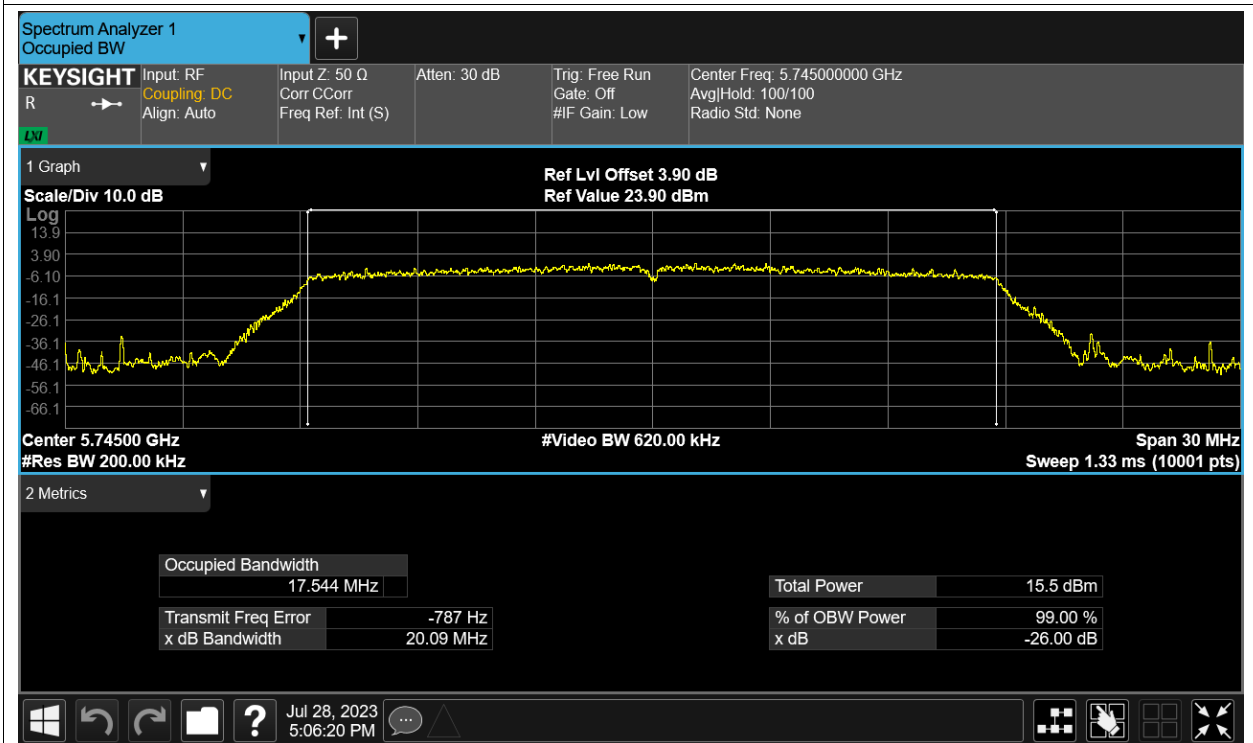 Spectrum Analyzer 1
Occupied BW
KEYSIGHT
R
LXI
Input: RF
Coupling: DC
Align: Auto
Input Z: 50 Ω
Corr CCorr
Freq Ref: Int (S)
Atten: 30 dB
Trig: Free Run
Gate: Off
#IF Gain: Low
Center Freq: 5.745000000 GHz
Avg|Hold: 100/100
Radio Std: None
1 Graph
Scale/Div 10.0 dB
Ref Lvl Offset 3.90 dB
Ref Value 23.90 dBm
Log
13.9
3.90
-6.10
-16.1
-26.1
-36.1
-46.1
-56.1
-66.1
Center 5.74500 GHz
#Video BW 620.00 kHz
Span 30 MHz
#Res BW 200.00 kHz
Sweep 1.33 ms (10001 pts)
2 Metrics
Occupied Bandwidth
17.544 MHz
Total Power 15.5 dBm
Transmit Freq Error -787 Hz
% of OBW Power 99.00 %
x dB Bandwidth 20.09 MHz
x dB -26.00 dB
?
Jul 28, 2023
5:06:20 PM